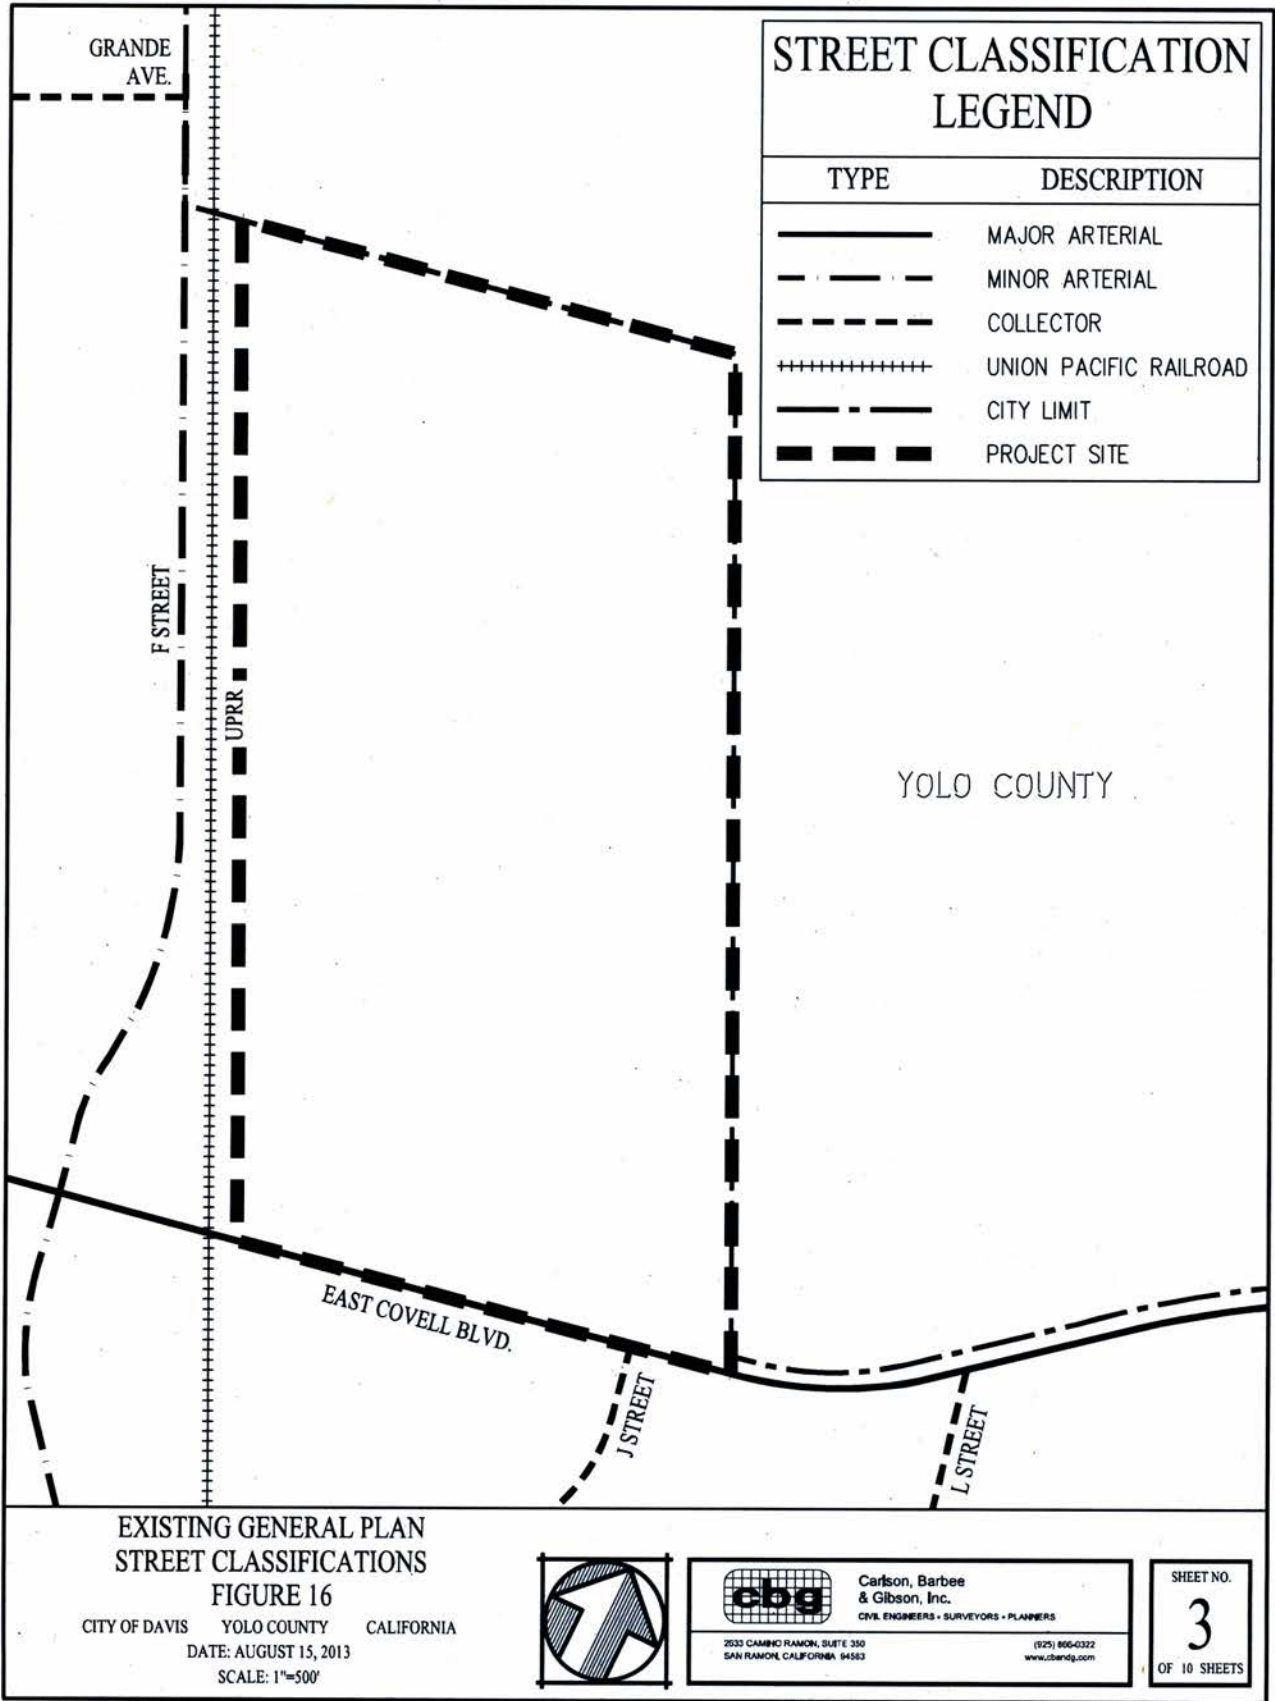 GRANDE
AVE.
STREET CLASSIFICATION
LEGEND
TYPE DESCRIPTION
MAJOR ARTERIAL
MINOR ARTERIAL
COLLECTOR
UNION PACIFIC RAILROAD
CITY LIMIT
PROJECT SITE
F STREET
UPRR
YOLO COUNTY
EAST COVELL BLVD.
J STREET
L STREET
EXISTING GENERAL PLAN
STREET CLASSIFICATIONS
FIGURE 16
CITY OF DAVIS YOLO COUNTY CALIFORNIA
DATE: AUGUST 15, 2013
SCALE: 1"=500'
cbg
Carlson, Barbee
& Gibson, Inc.
CIVIL ENGINEERS • SURVEYORS • PLANNERS
2633 CAMINO RAMON, SUITE 350
SAN RAMON, CALIFORNIA 94583
(925) 866-0322
www.cbandg.com
SHEET NO.
3
OF 10 SHEETS